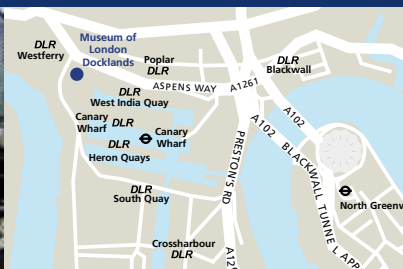 Museum of
London
Docklands
DLR
Westferry
Poplar
DLR
DLR
Blackwall
ASPENS WAY A1261
DLR
West India Quay
Canary
Wharf DLR
Canary
Wharf
DLR
Heron Quays
A102
A102
PRESTON'S RD
BLACKWALL TUNNEL APP
DLR
South Quay
North Greenw
Crossharbour
DLR
A120